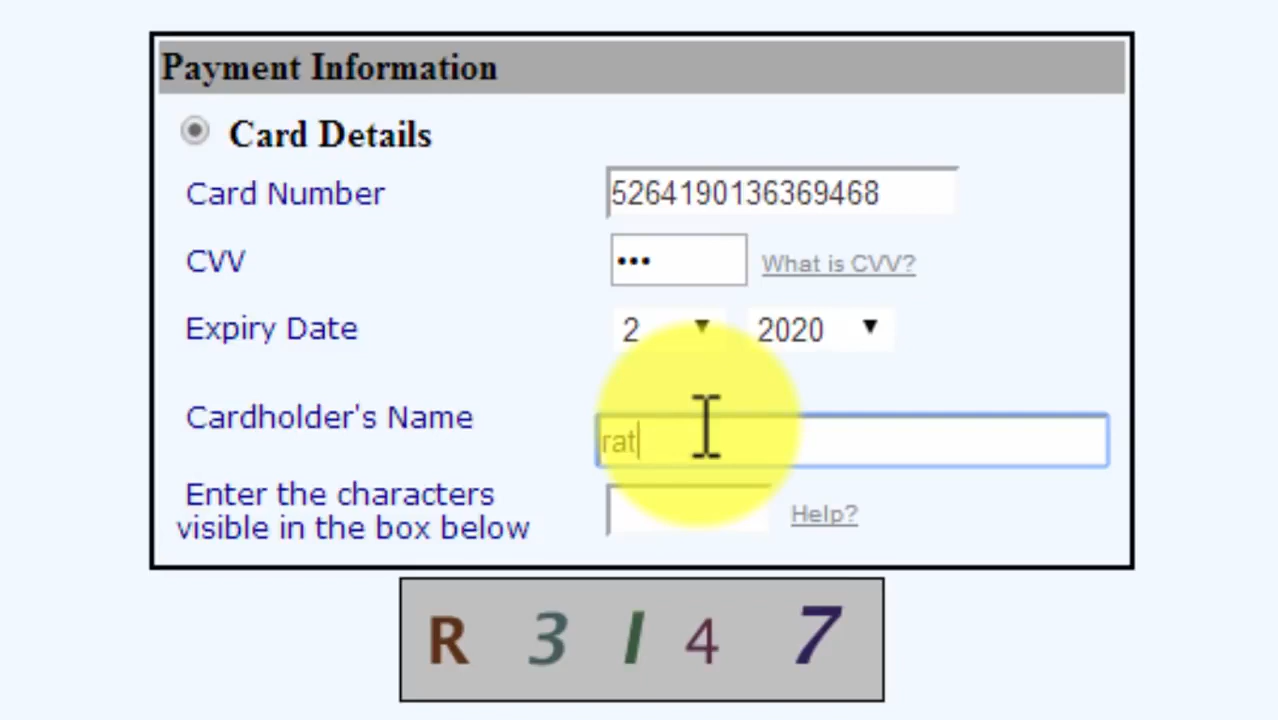 Payment Information
Card Details
Card Number 5264190136369468
CVV ••• What is CVV?
Expiry Date 2 2020
Cardholder's Name rat
Enter the characters
visible in the box below Help?
R 3 I 4 7